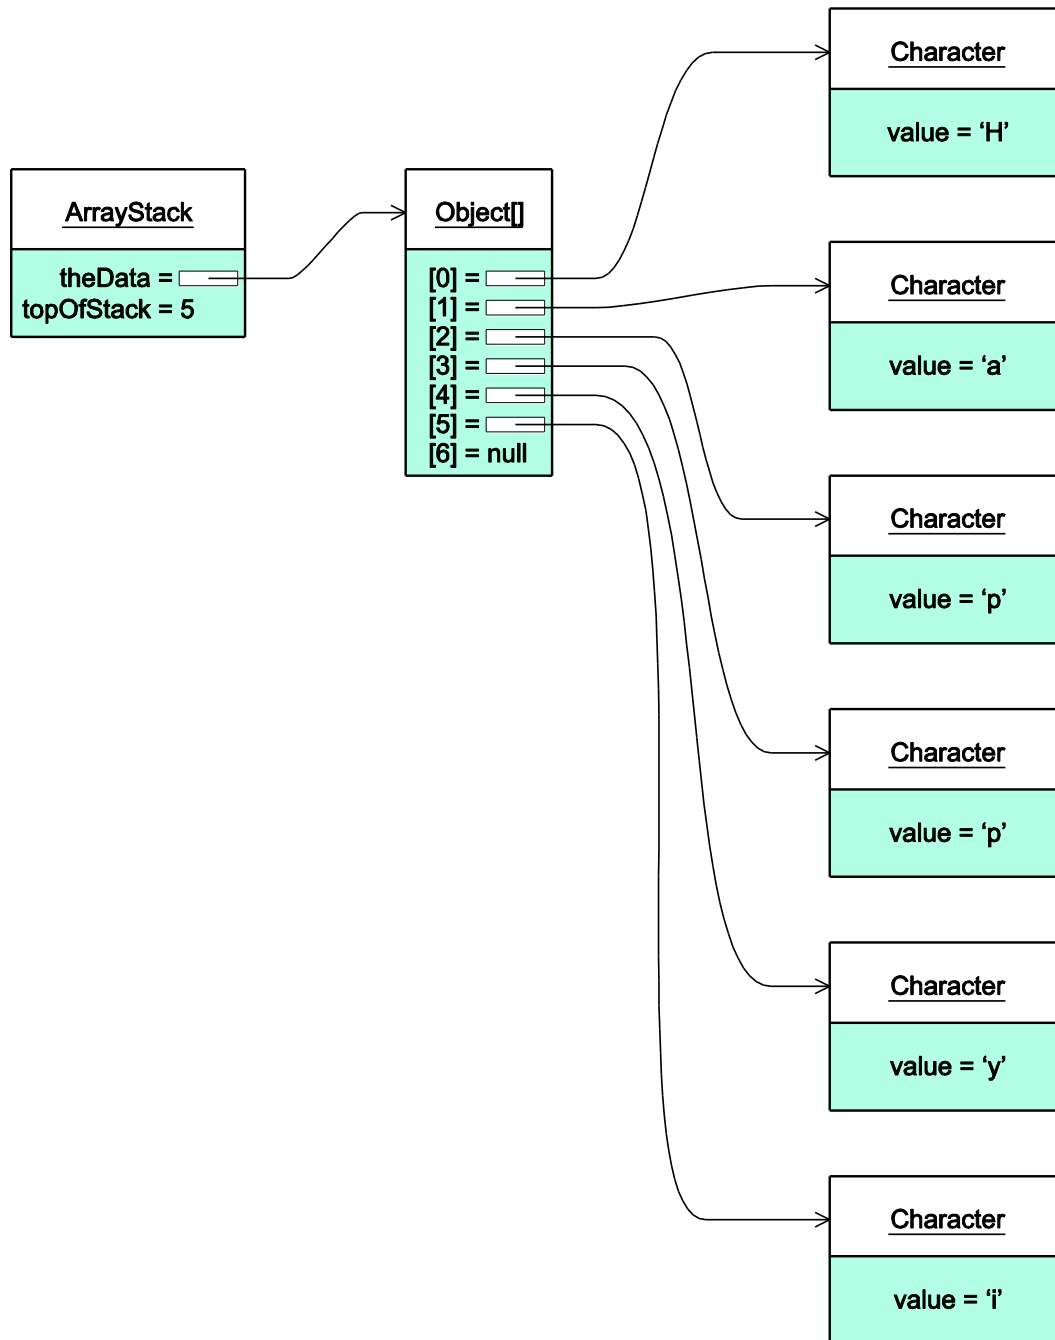 ArrayStack
theData =
topOfStack = 5
Object[]
[0] =
[1] =
[2] =
[3] =
[4] =
[5] =
[6] = null
Character
value = ‘H’
Character
value = ‘a’
Character
value = ‘p’
Character
value = ‘p’
Character
value = ‘y’
Character
value = ‘i’